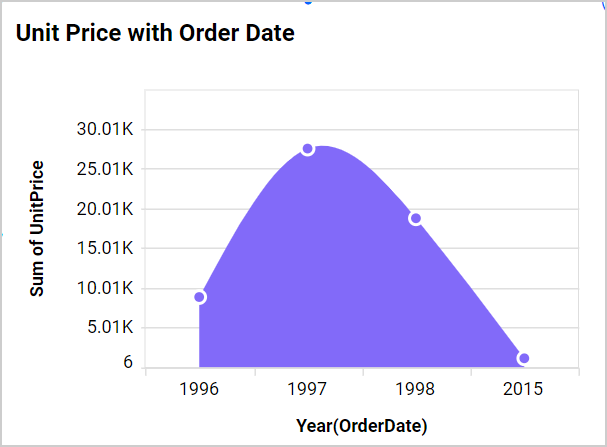 Unit Price with Order Date
Sum of UnitPrice
30.01K
25.01K
20.01K
15.01K
10.01K
5.01K
6
1996 1997 1998 2015
Year(OrderDate)